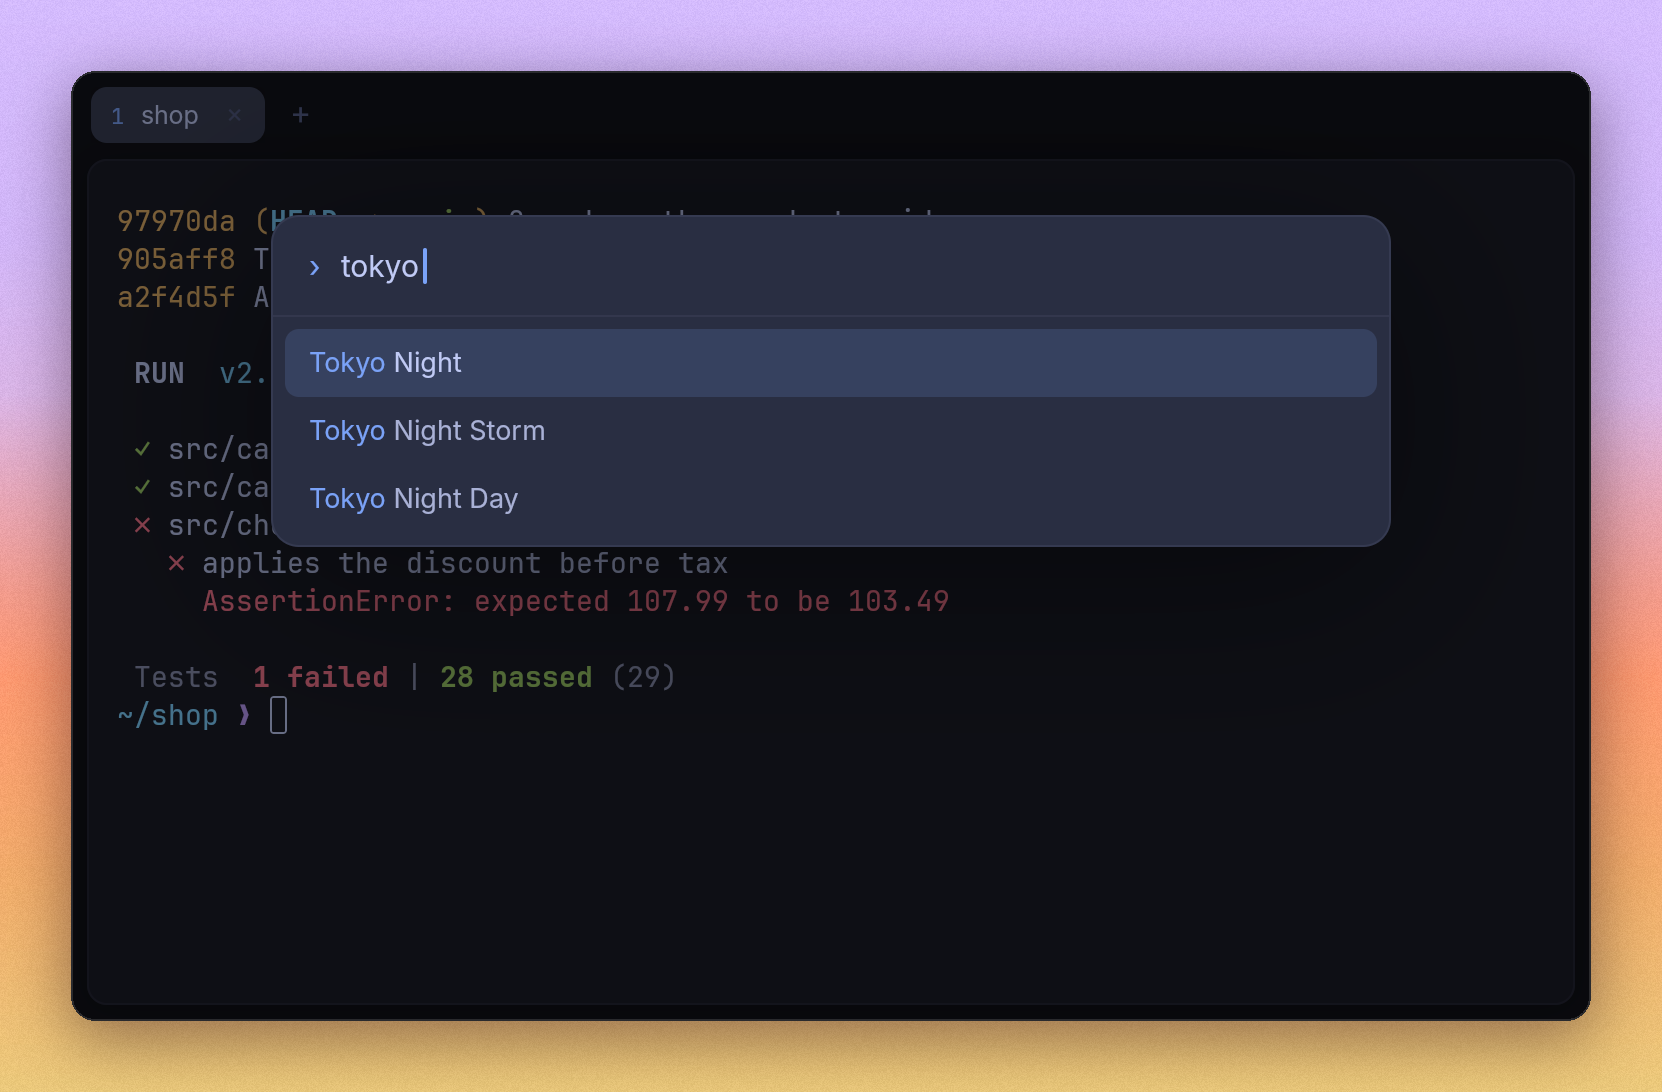 1 shop × +
97970da (
905aff8 T
a2f4d5f A
› tokyo
Tokyo Night
Tokyo Night Storm
Tokyo Night Day
RUN v2.
✓ src/ca
✓ src/ca
× src/ch
× applies the discount before tax
AssertionError: expected 107.99 to be 103.49
Tests 1 failed | 28 passed (29)
~/shop ❯